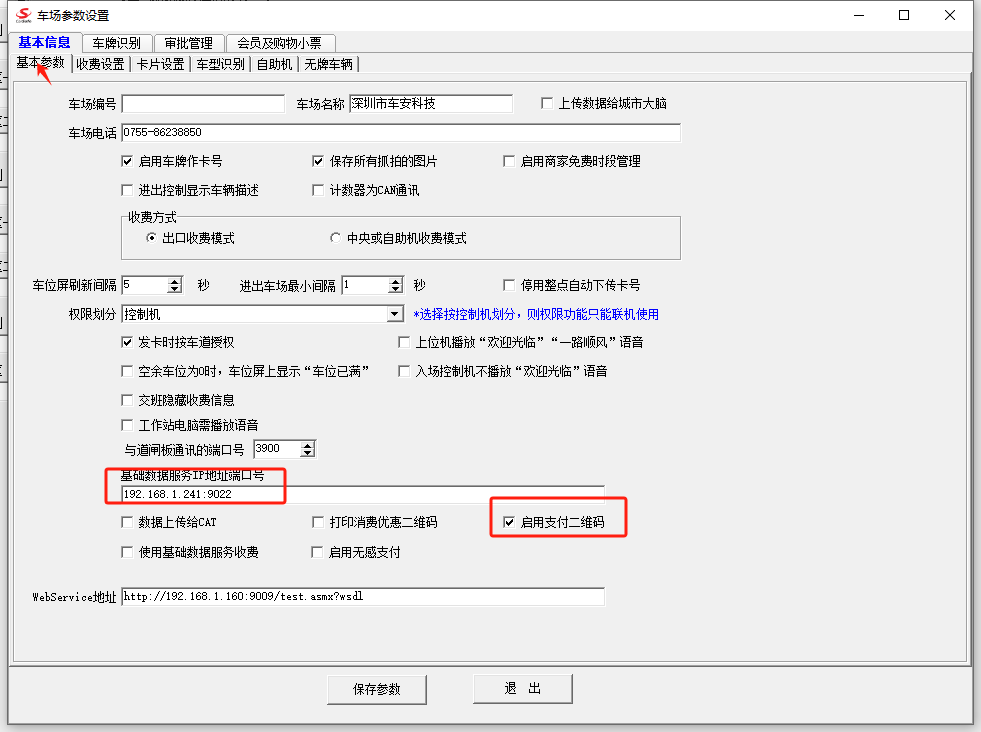 车场参数设置
基本信息 车牌识别 审批管理 会员及购物小票
基本参数 收费设置 卡片设置 车型识别 自助机 无牌车辆
车场编号 车场名称 深圳市车安科技 上传数据给城市大脑
车场电话 0755-86238850
启用车牌作卡号 保存所有抓拍的图片 启用商家免费时段管理
进出控制显示车辆描述 计数器为CAN通讯
收费方式
出口收费模式 中央或自助机收费模式
车位屏刷新间隔 5 秒 进出车场最小间隔 1 秒 停用整点自动下传卡号
权限划分 控制机 *选择按控制机划分，则权限功能只能联机使用
发卡时按车道授权 上位机播放“欢迎光临”“一路顺风”语音
空余车位为0时，车位屏上显示“车位已满” 入场控制机不播放“欢迎光临”语音
交班隐藏收费信息
工作站电脑需播放语音
与道闸板通讯的端口号 3900
基础数据服务IP地址端口号
192.168.1.241:9022
数据上传给CAT 打印消费优惠二维码 启用支付二维码
使用基础数据服务收费 启用无感支付
WebService地址 http://192.168.1.160:9009/test.asmx?wsdl
保存参数 退 出